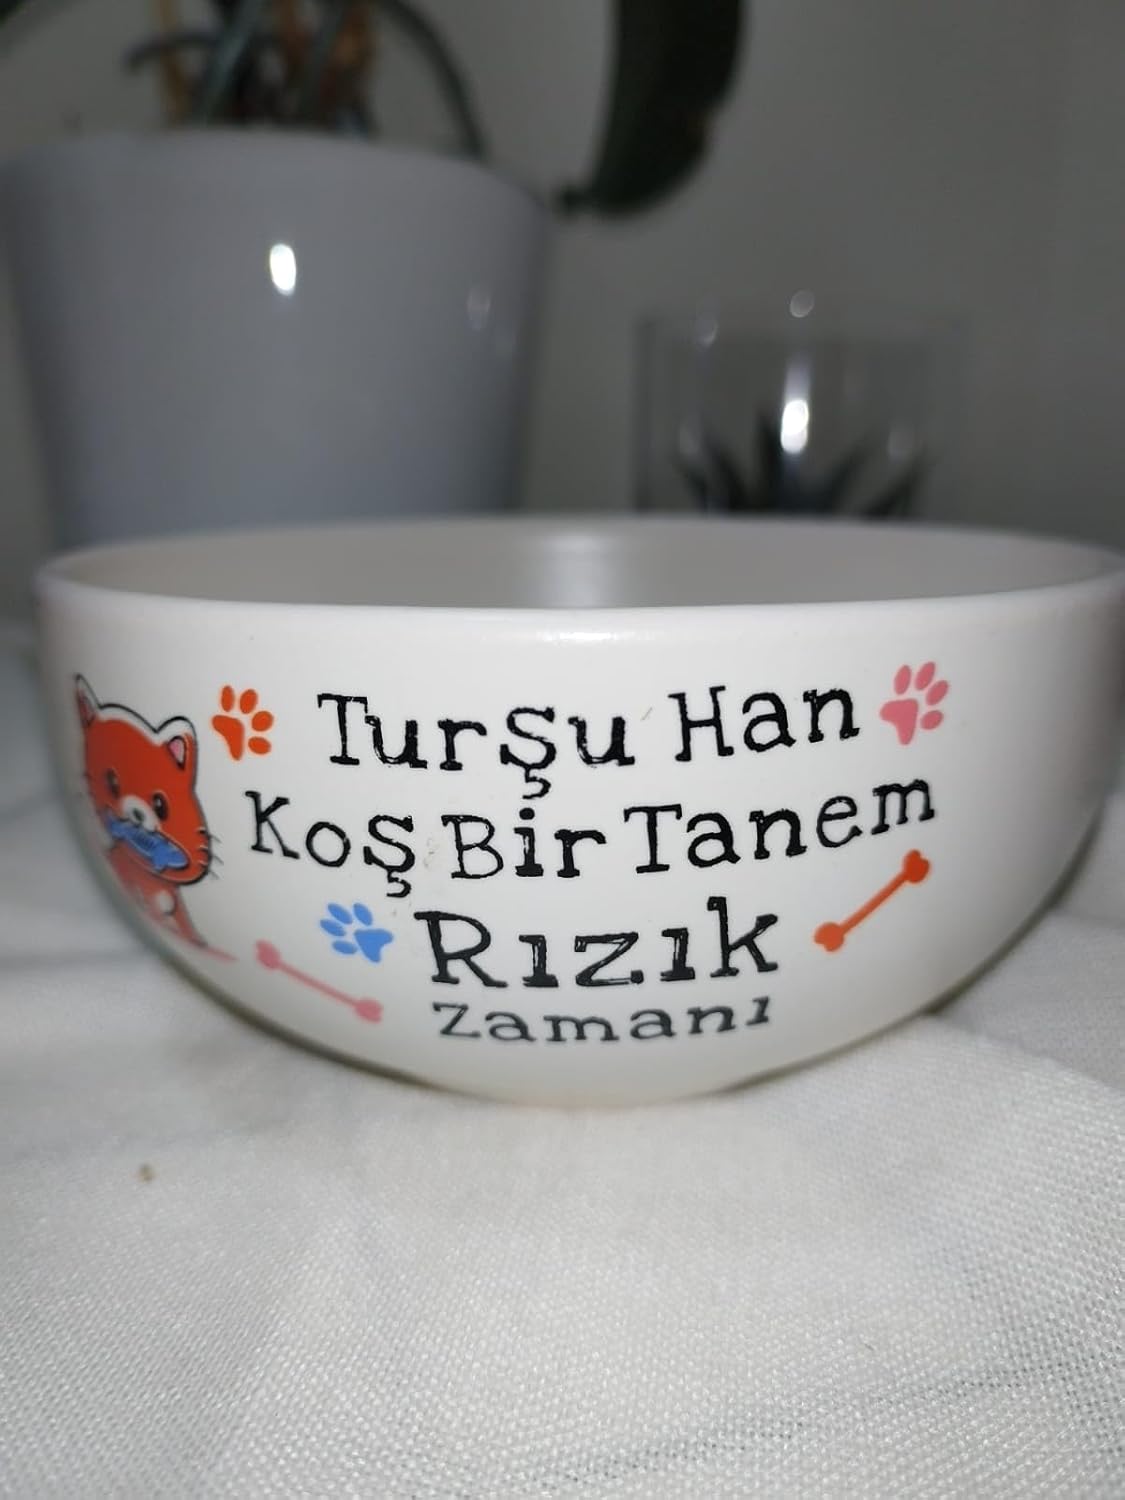 Turşu Han
Koş Bir Tanem
Rızık
Zamanı